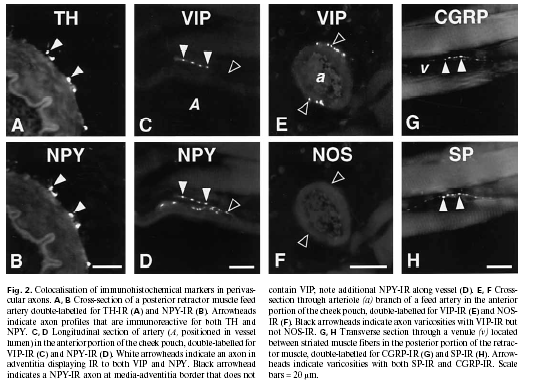 TH
VIP
VIP
CGRP
A
A
C
a
E
v
G
NPY
NPY
NOS
SP
B
D
F
H
Fig. 2. Colocalisation of immunohistochemical markers in perivas-
cular axons. A, B Cross-section of a posterior retractor muscle feed
artery double-labelled for TH-IR (A) and NPY-IR (B). Arrowheads
indicate axon profiles that are immunoreactive for both TH and
NPY. C, D Longitudinal section of artery (A, positioned in vessel
lumen) in the anterior portion of the cheek pouch, double-labelled for
VIP-IR (C) and NPY-IR (D). White arrowheads indicate an axon in
adventitia displaying IR to both VIP and NPY. Black arrowhead
indicates a NPY-IR axon at media-adventitia border that does not
contain VIP; note additional NPY-IR along vessel (D). E, F Cross-
section through arteriole (a) branch of a feed artery in the anterior
portion of the cheek pouch, double-labelled for VIP-IR (E) and NOS-
IR (F). Black arrowheads indicate axon varicosities with VIP-IR but
not NOS-IR. G, H Transverse section through a venule (v) located
between striated muscle fibers in the posterior portion of the retrac-
tor muscle, double-labelled for CGRP-IR (G) and SP-IR (H). Arrow-
heads indicate varicosities with both SP-IR and CGRP-IR. Scale
bars = 20 µm.